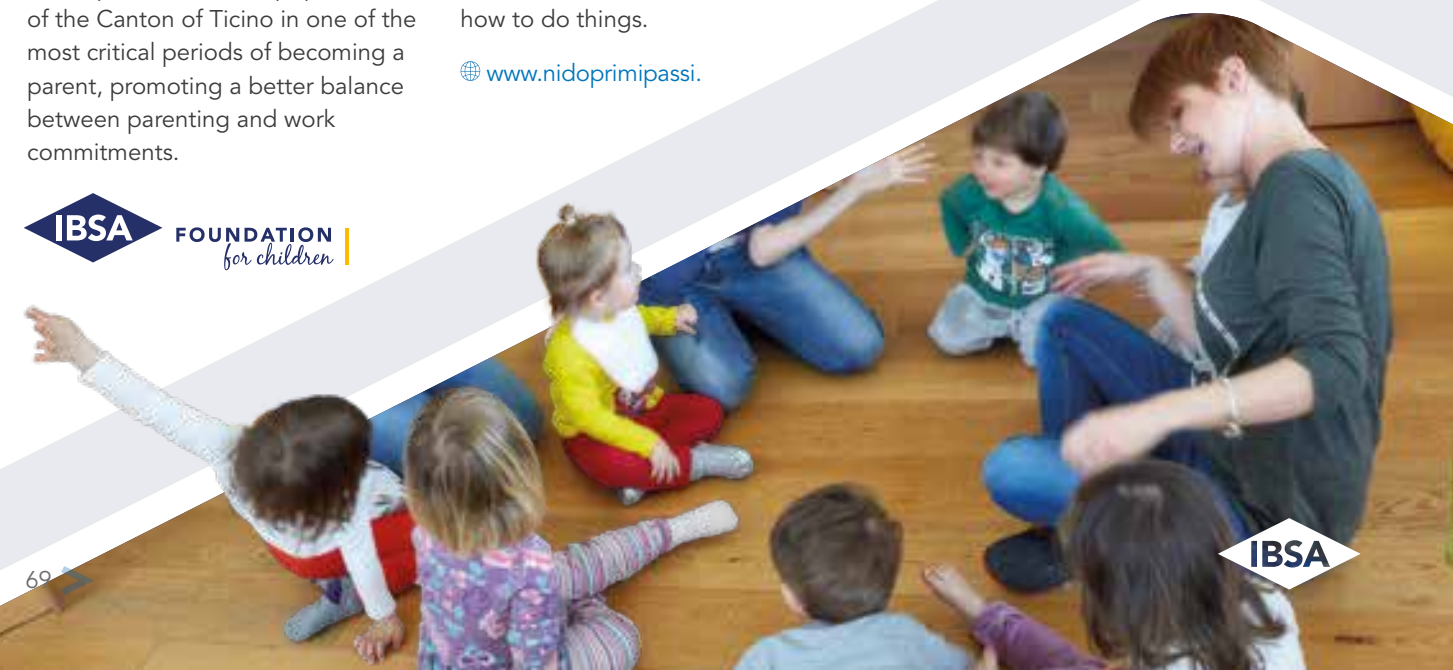 of the Canton of Ticino in one of the
most critical periods of becoming a
parent, promoting a better balance
between parenting and work
commitments.
how to do things.
www.nidoprimipassi.
IBSA
FOUNDATION
for children
69
IBSA